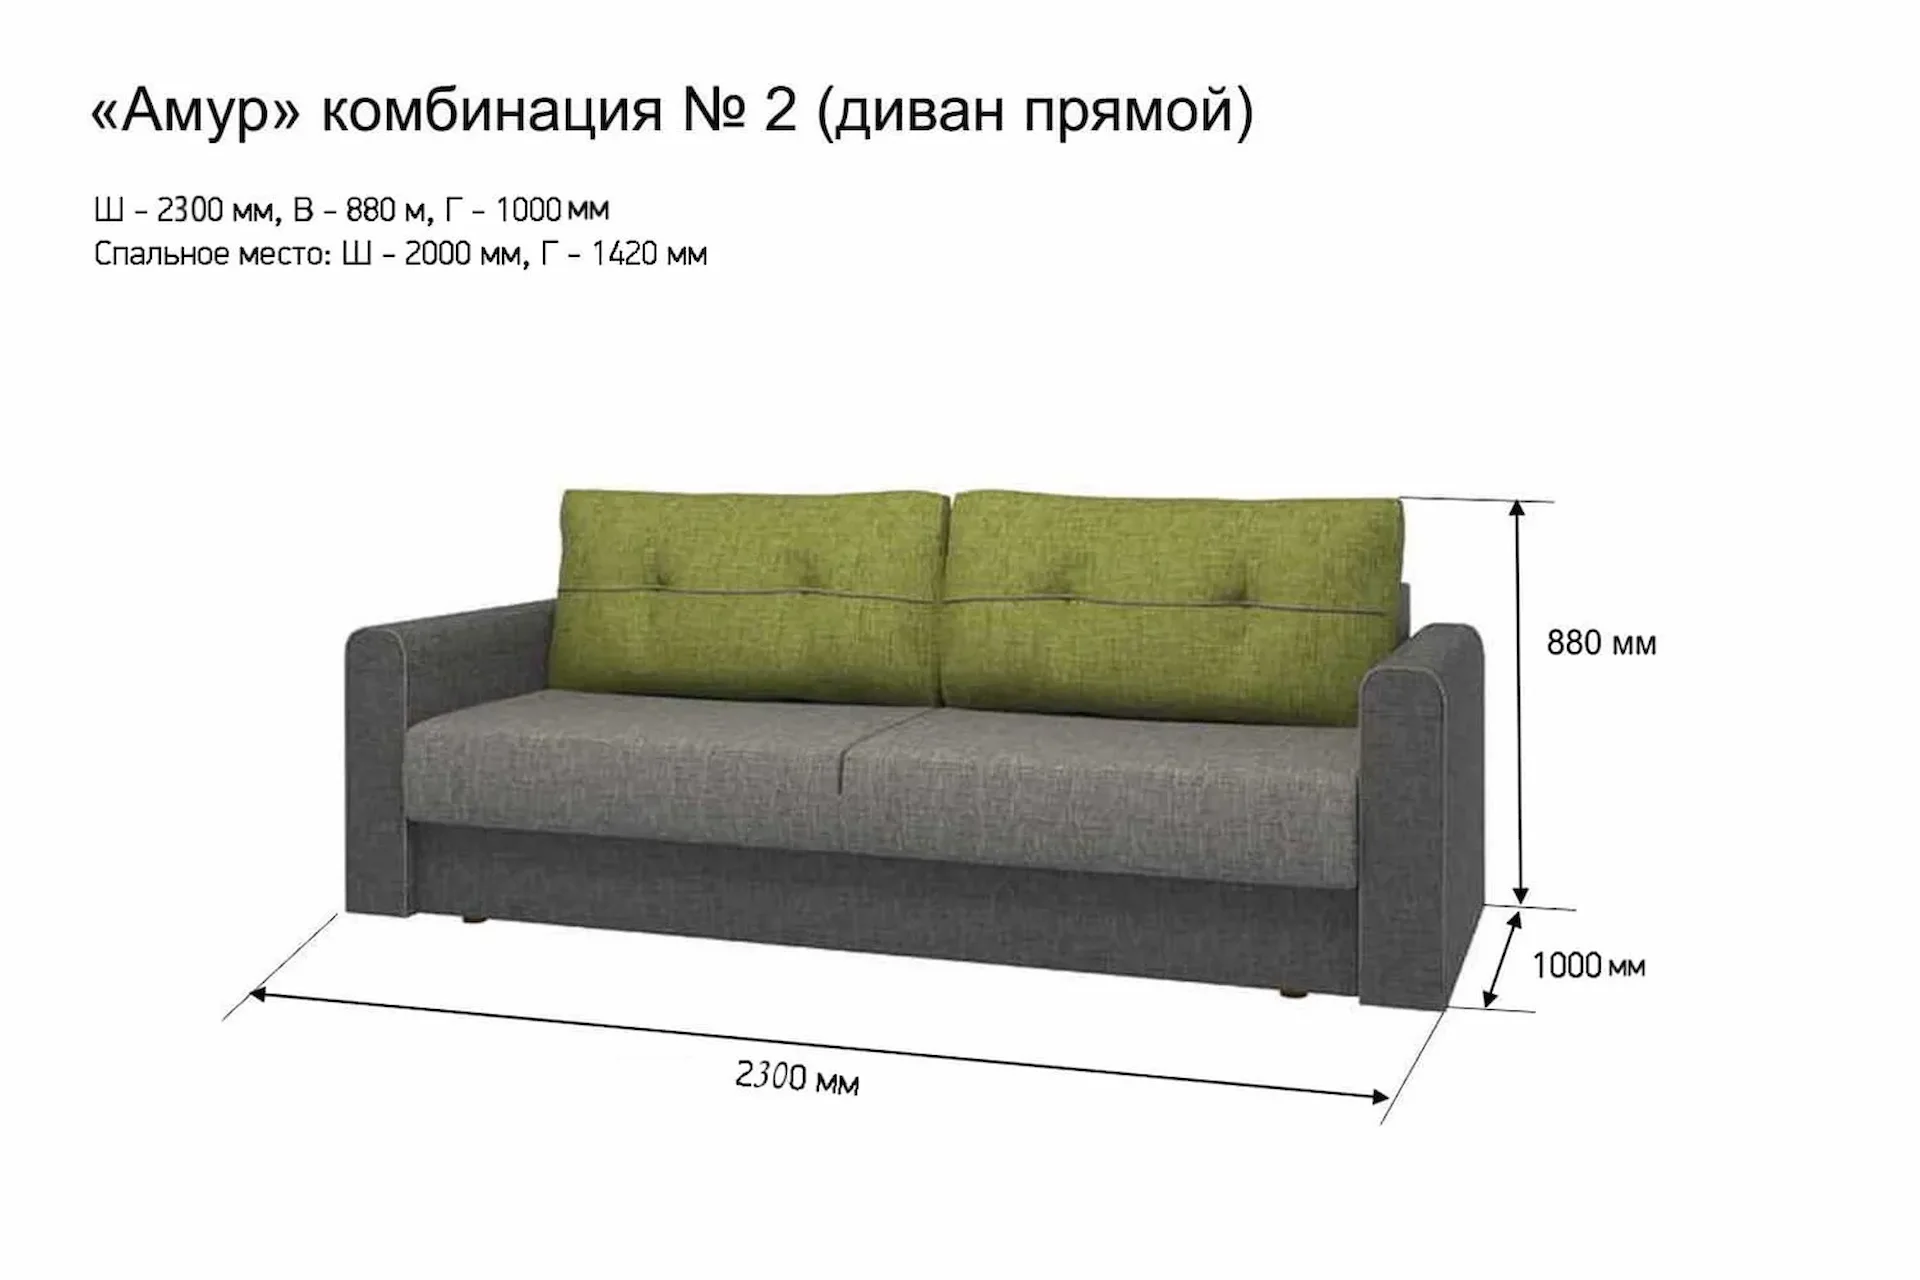 «Амур» комбинация № 2 (диван прямой)
Ш - 2300 мм, В - 880 м, Г - 1000 мм
Спальное место: Ш - 2000 мм, Г - 1420 мм
880 мм
1000 мм
2300 мм